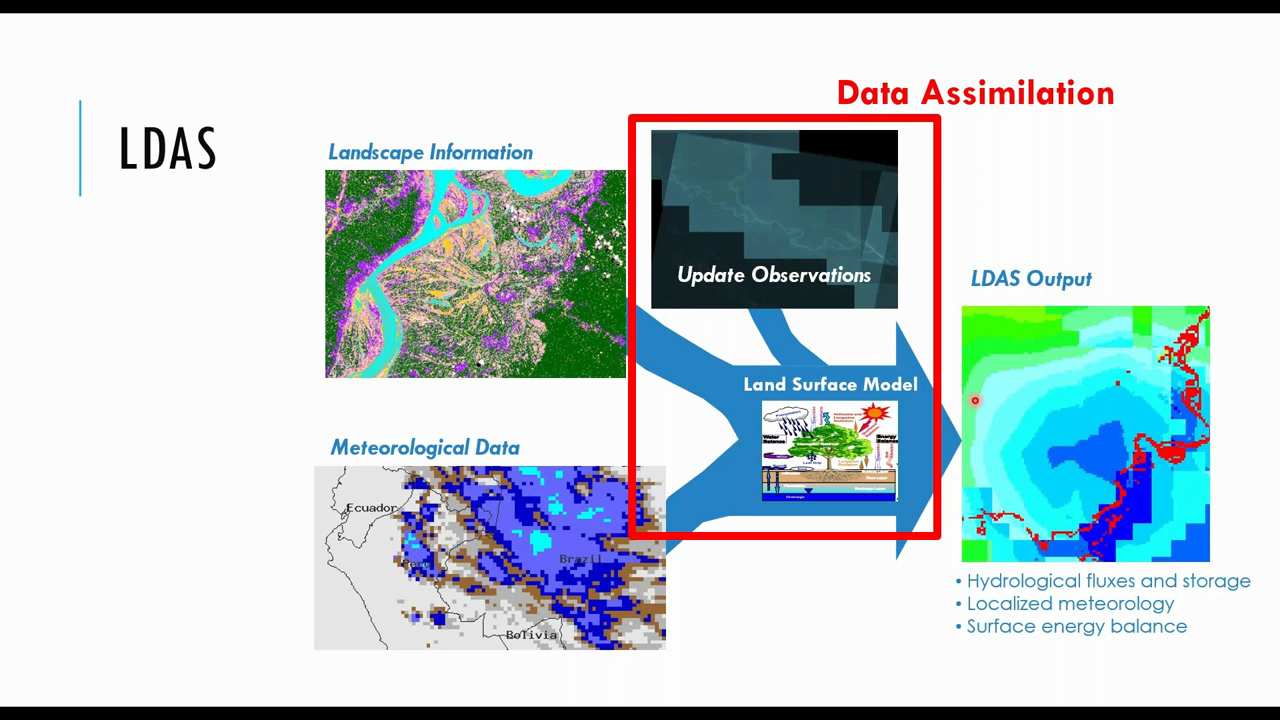 LDAS
Data Assimilation
Landscape Information
Update Observations
LDAS Output
Land Surface Model
Meteorological Data
Ecuador
Brazil
Bolivia
• Hydrological fluxes and storage
• Localized meteorology
• Surface energy balance